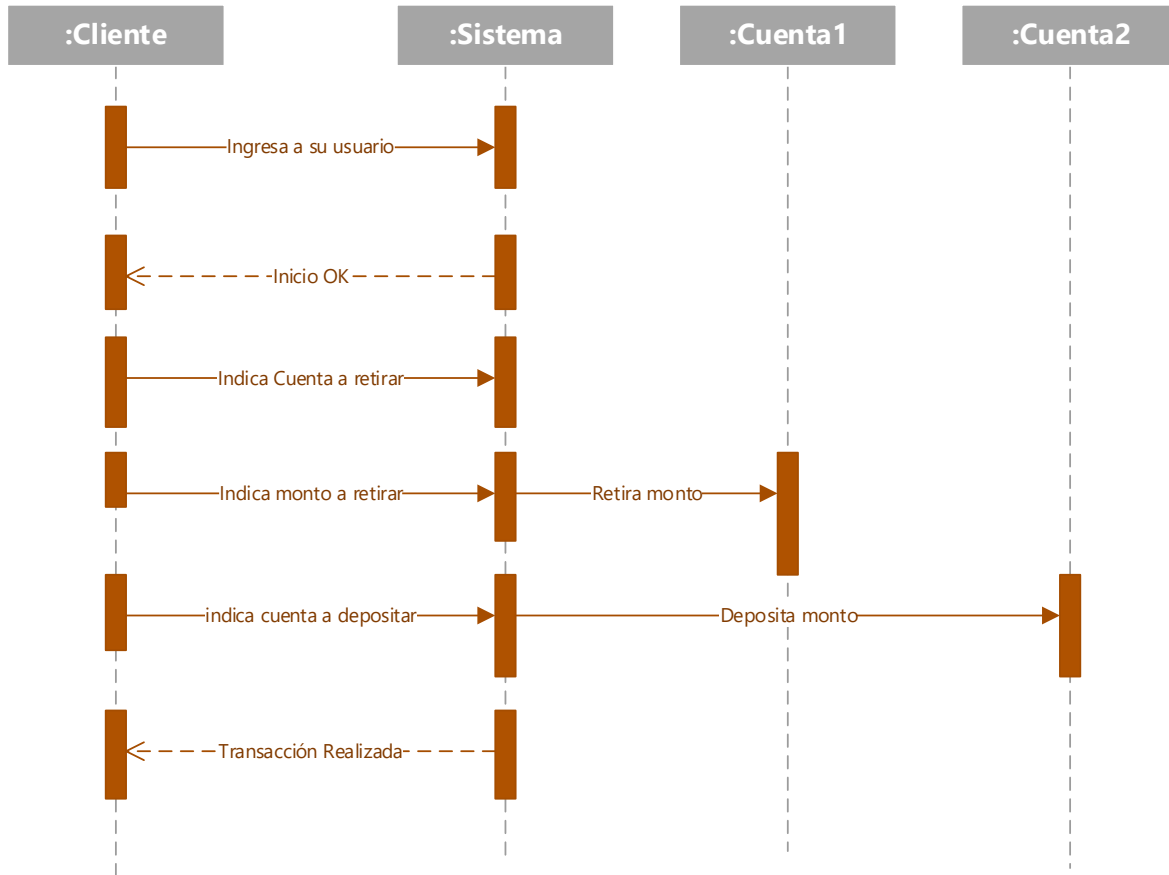 :Cliente
:Sistema
:Cuenta1
:Cuenta2
Ingresa a su usuario
Inicio OK
Indica Cuenta a retirar
Indica monto a retirar
Retira monto
indica cuenta a depositar
Deposita monto
Transacción Realizada